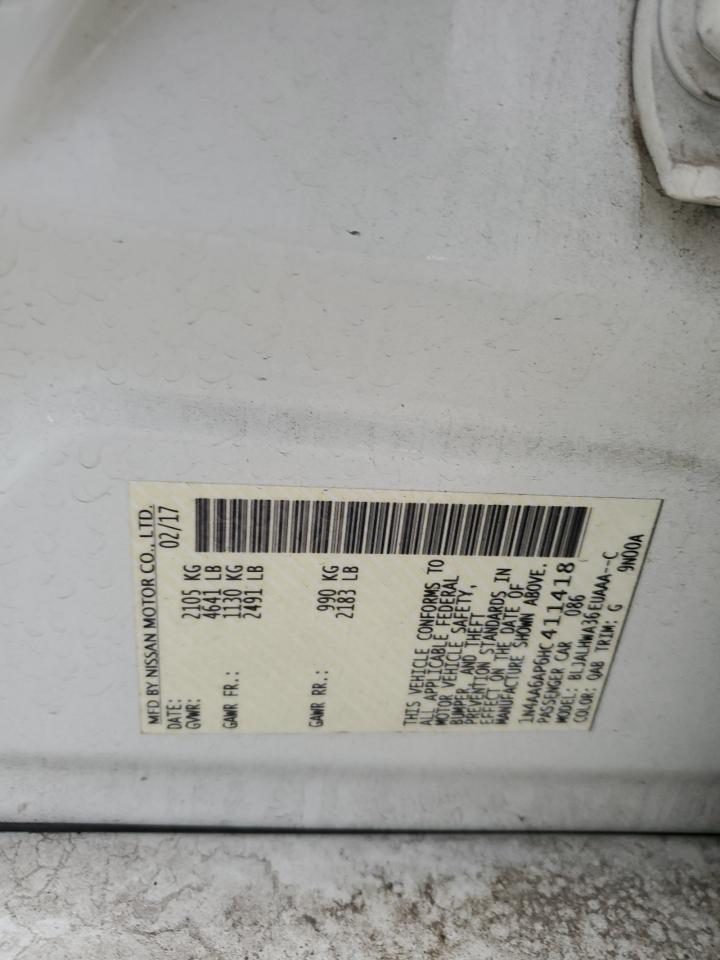 MFD BY NISSAN MOTOR CO., LTD.
DATE: 02/17
GVWR: 2105 KG
4641 LB
GAWR FR.: 1130 KG
2491 LB
GAWR RR.: 990 KG
2183 LB
THIS VEHICLE CONFORMS TO
ALL APPLICABLE FEDERAL
MOTOR VEHICLE SAFETY,
BUMPER, AND THEFT
PREVENTION STANDARDS IN
EFFECT ON THE DATE OF
MANUFACTURE SHOWN ABOVE.
1N4AA6AP6HC411418
PASSENGER CAR 086
MODEL: BLJALHWA36EUAAA--C
COLOR: QAB TRIM: G 9N00A